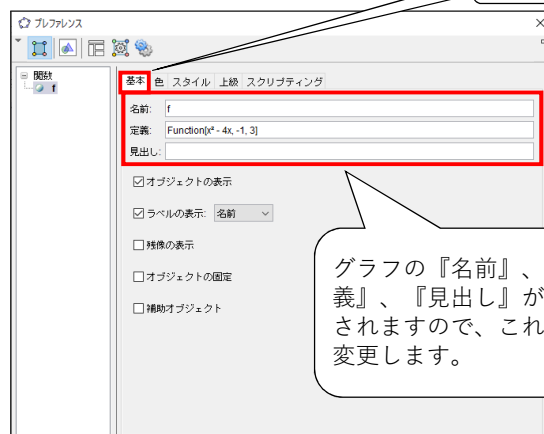 プレファレンス
関数
f
基本 色 スタイル 上級 スクリプティング
名前: f
定義: Function[x² - 4x, -1, 3]
見出し:
オブジェクトの表示
ラベルの表示: 名前
残像の表示
オブジェクトの固定
補助オブジェクト
グラフの『名前』、
義』、『見出し』が
されますので、これ
変更します。